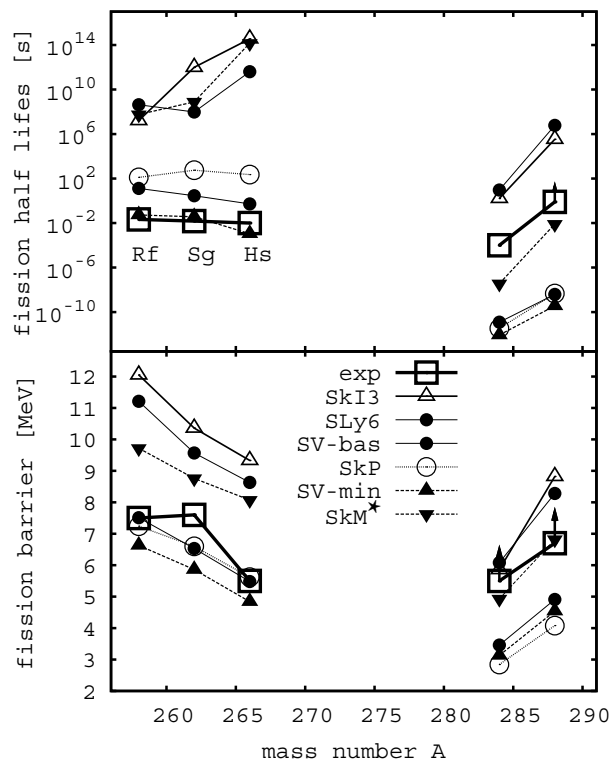 fission half lifes [s]
10^14
10^10
10^6
10^2
10^-2
10^-6
10^-10
Rf Sg Hs
fission barrier [MeV]
12
11
10
9
8
7
6
5
4
3
2
exp
SkI3
SLy6
SV-bas
SkP
SV-min
SkM*
260 265 270 275 280 285 290
mass number A